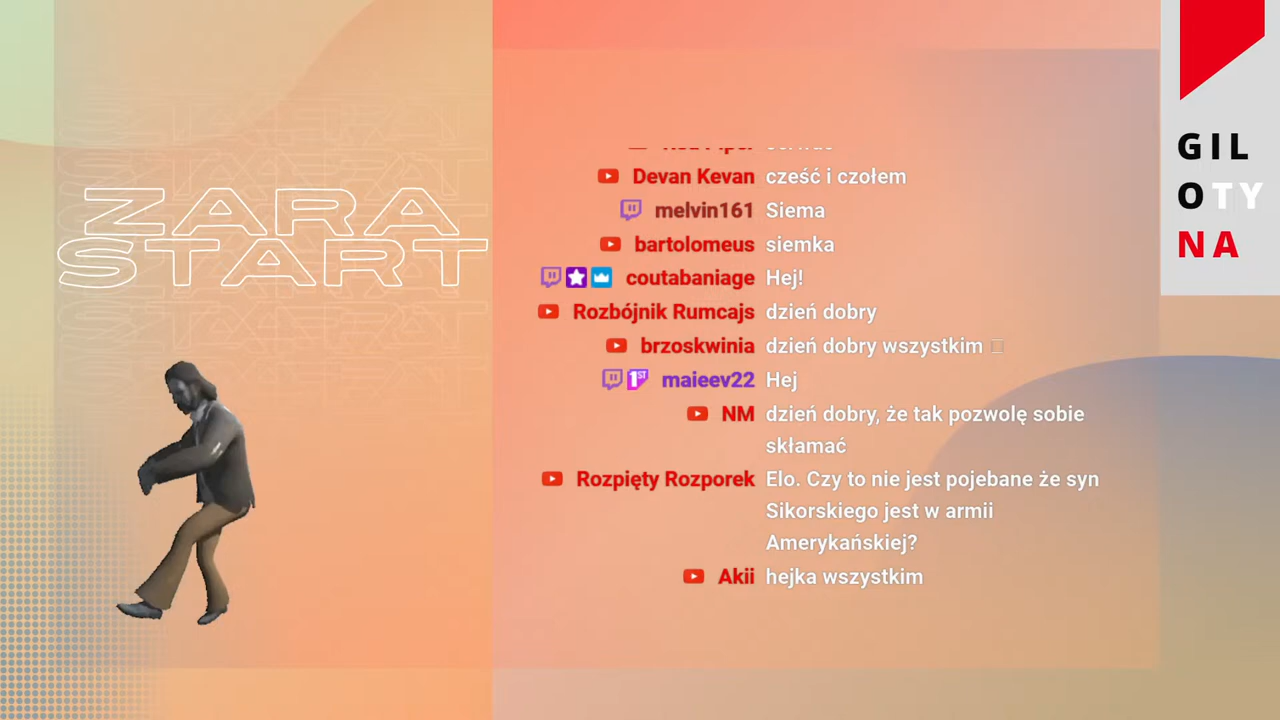 ZARA
START
Devan Kevan cześć i czołem
melvin161 Siema
bartolomeus siemka
coutabaniage Hej!
Rozbójnik Rumcajs dzień dobry
brzoskwinia dzień dobry wszystkim
1ST maieev22 Hej
NM dzień dobry, że tak pozwolę sobie
skłamać
Rozpięty Rozporek Elo. Czy to nie jest pojebane że syn
Sikorskiego jest w armii
Amerykańskiej?
Akii hejka wszystkim
GIL
OTY
NA